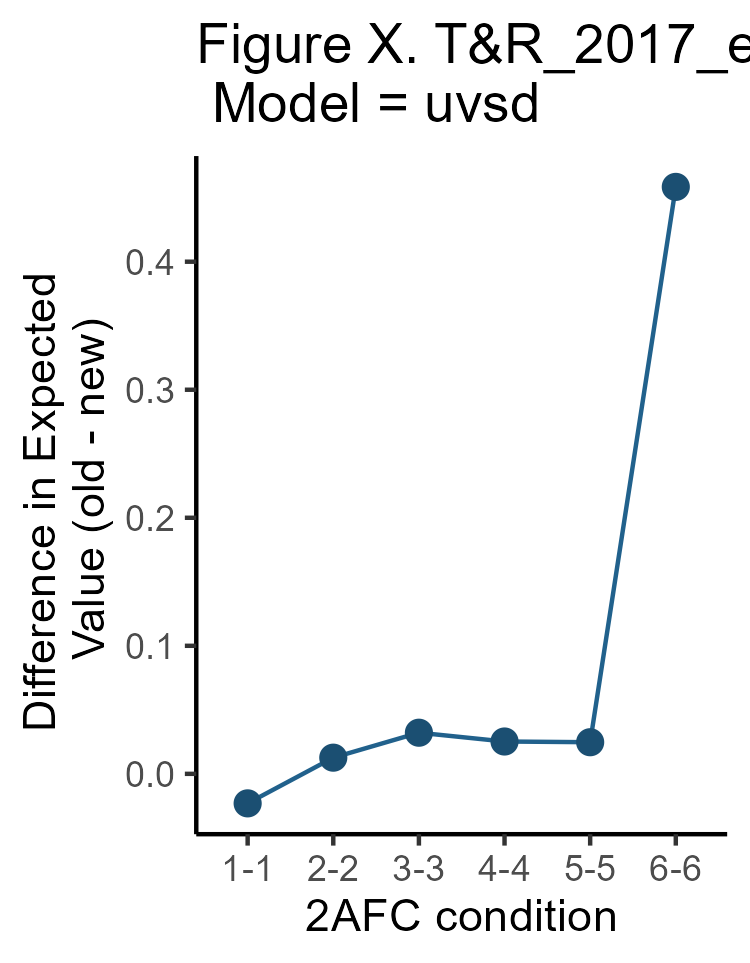 Figure X. T&R_2017_e
Model = uvsd
Difference in Expected
Value (old - new)
0.4
0.3
0.2
0.1
0.0
1-1 2-2 3-3 4-4 5-5 6-6
2AFC condition